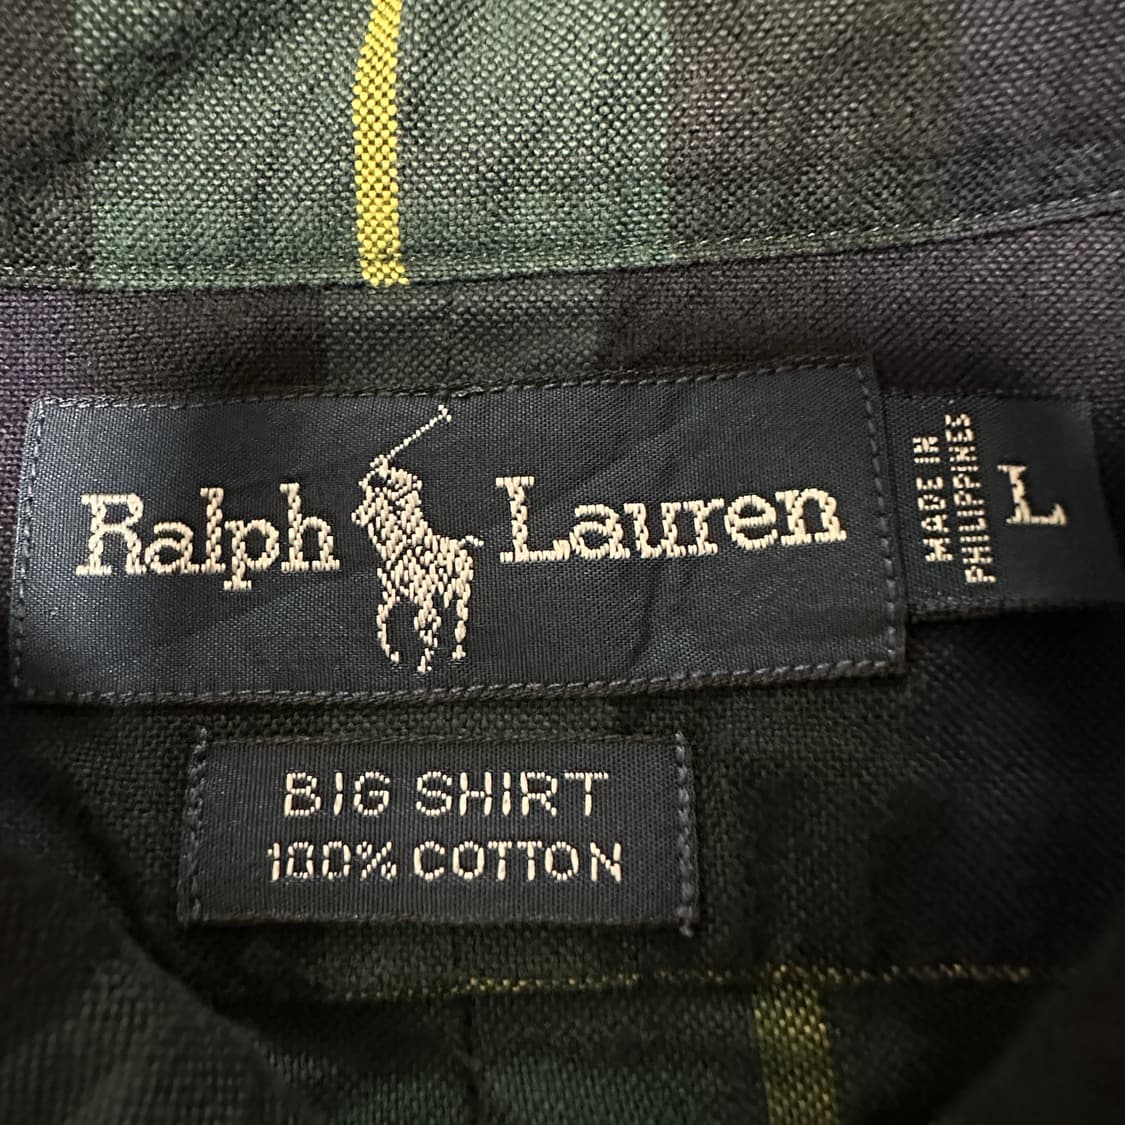 Ralph Lauren
MADE IN
PHILIPPINES
L
BIG SHIRT
100% COTTON